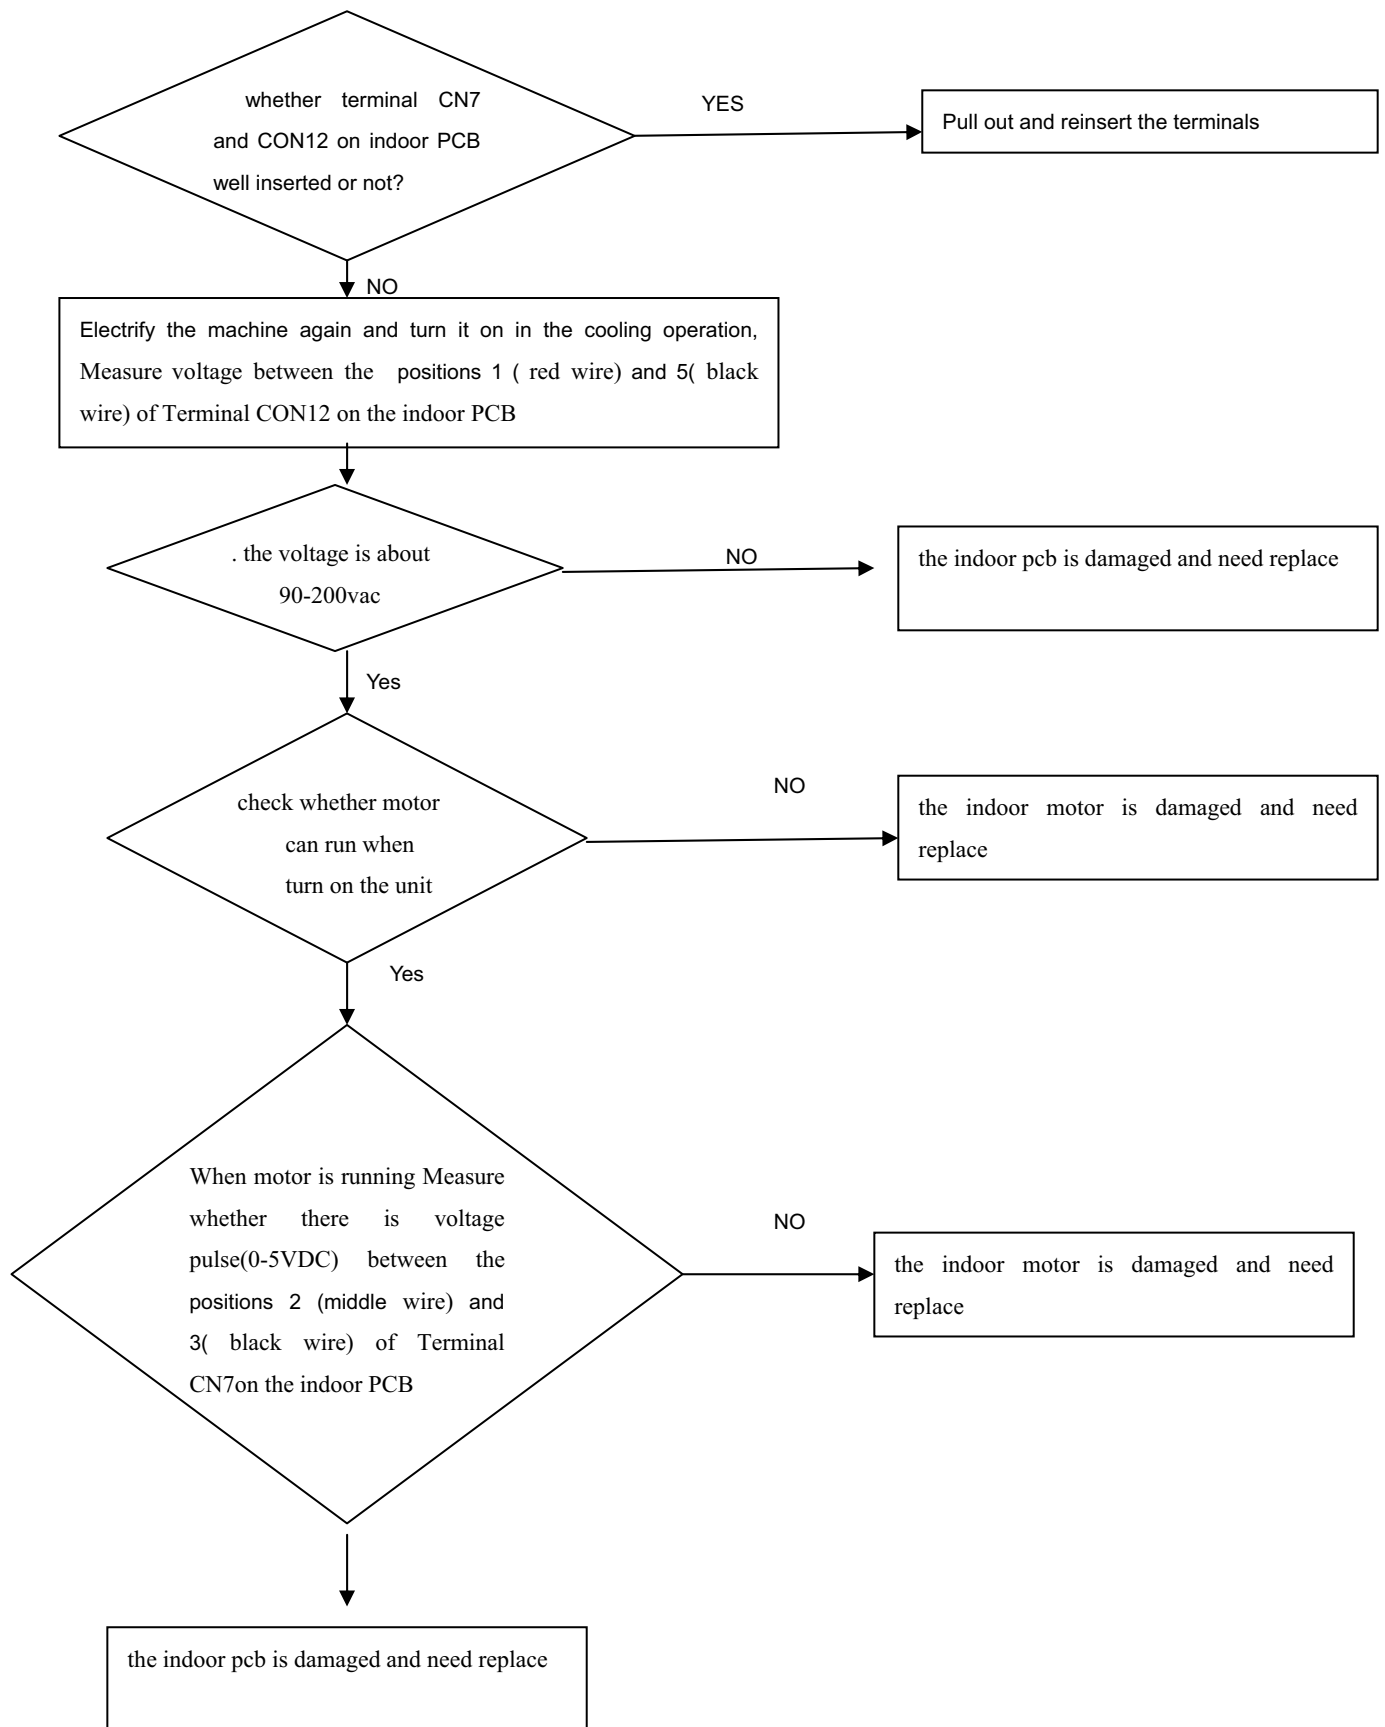 whether terminal CN7
and CON12 on indoor PCB
well inserted or not?
YES
Pull out and reinsert the terminals
NO
Electrify the machine again and turn it on in the cooling operation,
Measure voltage between the positions 1 ( red wire) and 5( black
wire) of Terminal CON12 on the indoor PCB
. the voltage is about
90-200vac
NO
the indoor pcb is damaged and need replace
Yes
check whether motor
can run when
turn on the unit
NO
the indoor motor is damaged and need
replace
Yes
When motor is running Measure
whether there is voltage
pulse(0-5VDC) between the
positions 2 (middle wire) and
3( black wire) of Terminal
CN7on the indoor PCB
NO
the indoor motor is damaged and need
replace
the indoor pcb is damaged and need replace